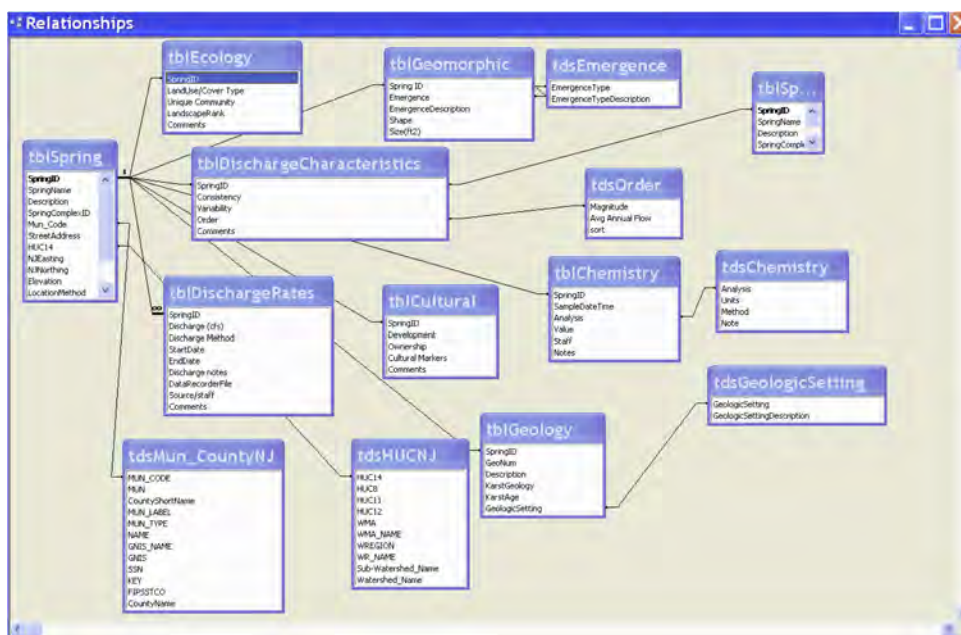 Relationships
tblEcology
SpringID
LandUse/Cover Type
Unique Community
LandscapeRank
Comments
tblGeomorphic
Spring ID
Emergence
EmergenceDescription
Shape
Size(ft2)
tdsEmergence
EmergenceType
EmergenceTypeDescription
tblSp...
SpringID
SpringName
Description
SpringComple
tblSpring
SpringID
SpringName
Description
SpringComplexID
Mun_Code
StreetAddress
HUC14
NJEasting
NJNorthing
Elevation
LocationMethod
tblDischargeCharacteristics
SpringID
Consistency
Variability
Order
Comments
tdsOrder
Magnitude
Avg Annual Flow
sort
tblDischargeRates
SpringID
Discharge (cfs)
Discharge Method
StartDate
EndDate
Discharge notes
DataRecorderFile
Source/staff
Comments
tblCultural
SpringID
Development
Ownership
Cultural Markers
Comments
tblChemistry
SpringID
SampleDateTime
Analysis
Value
Staff
Notes
tdsChemistry
Analysis
Units
Method
Note
tdsGeologicSetting
GeologicSetting
GeologicSettingDescription
tdsMun_CountyNJ
MUN_CODE
MUN
CountyShortName
MUN_LABEL
MUN_TYPE
NAME
GNIS_NAME
GNIS
SSN
KEY
FIPSSTCO
CountyName
tdsHUCNJ
HUC14
HUC8
HUC11
HUC12
WMA
WMA_NAME
WREGION
WR_NAME
Sub-Watershed_Name
Watershed_Name
tblGeology
SpringID
GeoNum
Description
KarstGeology
KarstAge
GeologicSetting